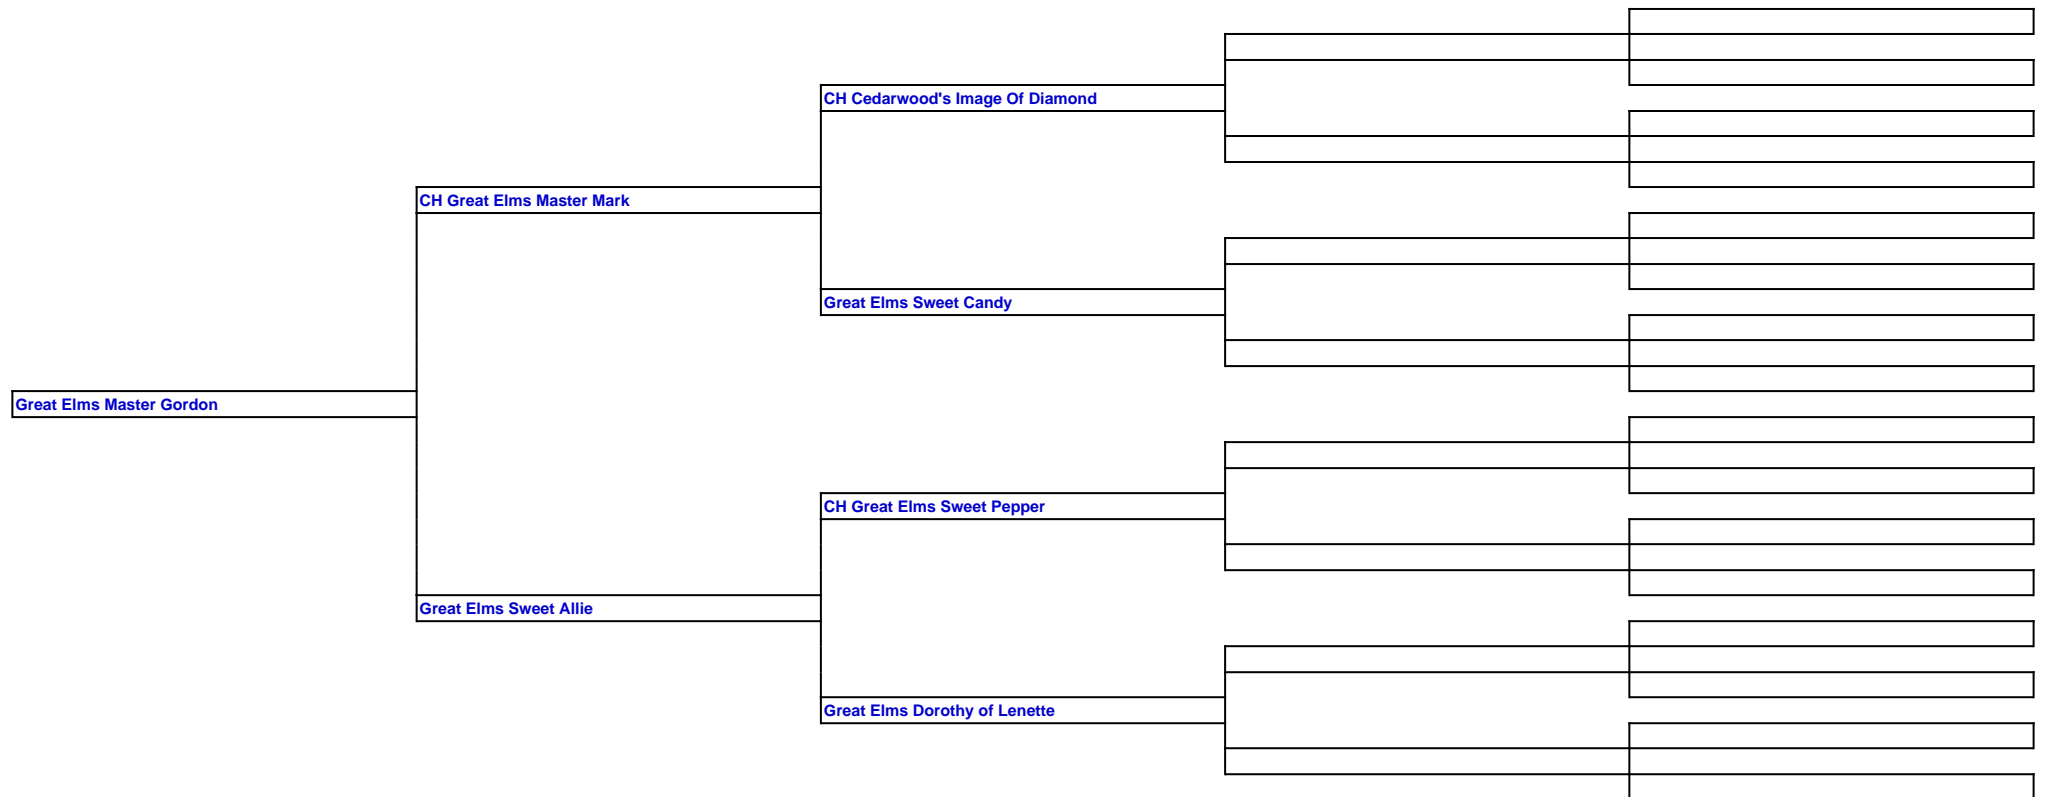 CH Cedarwood's Image Of Diamond
CH Great Elms Master Mark
Great Elms Sweet Candy
Great Elms Master Gordon
CH Great Elms Sweet Pepper
Great Elms Sweet Allie
Great Elms Dorothy of Lenette